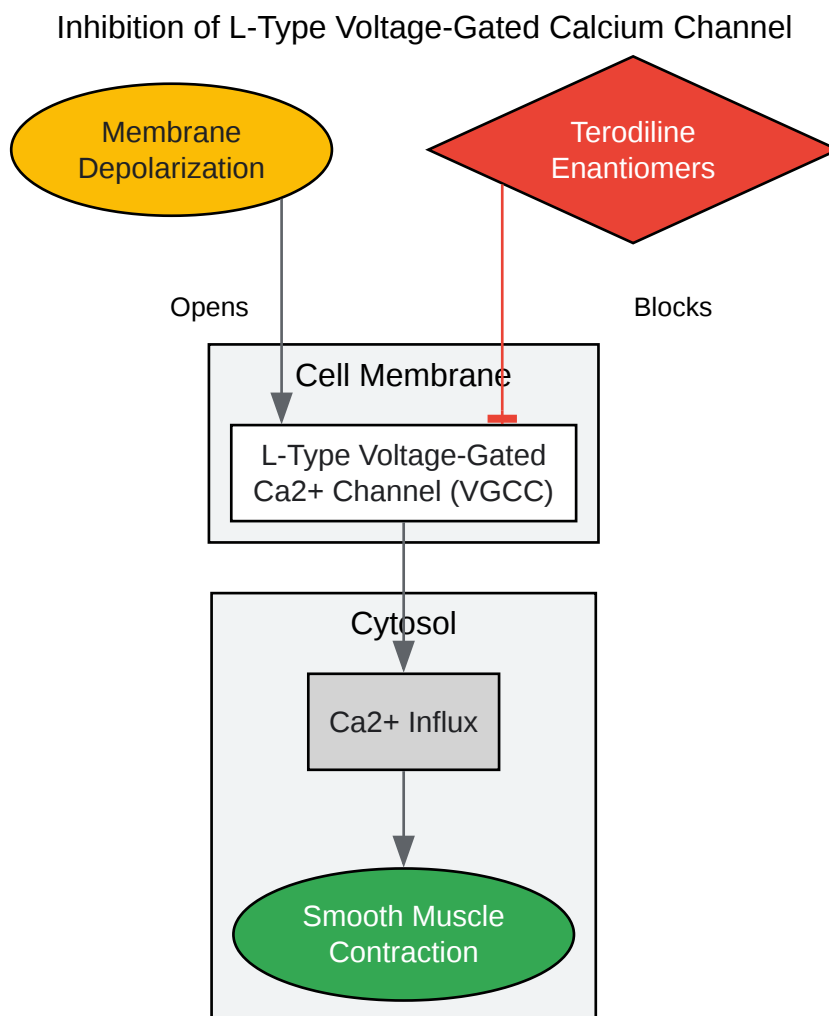 Inhibition of L-Type Voltage-Gated Calcium Channel
Membrane
Depolarization
Terodiline
Enantiomers
Opens
Blocks
Cell Membrane
L-Type Voltage-Gated
Ca2+ Channel (VGCC)
Cytosol
Ca2+ Influx
Smooth Muscle
Contraction